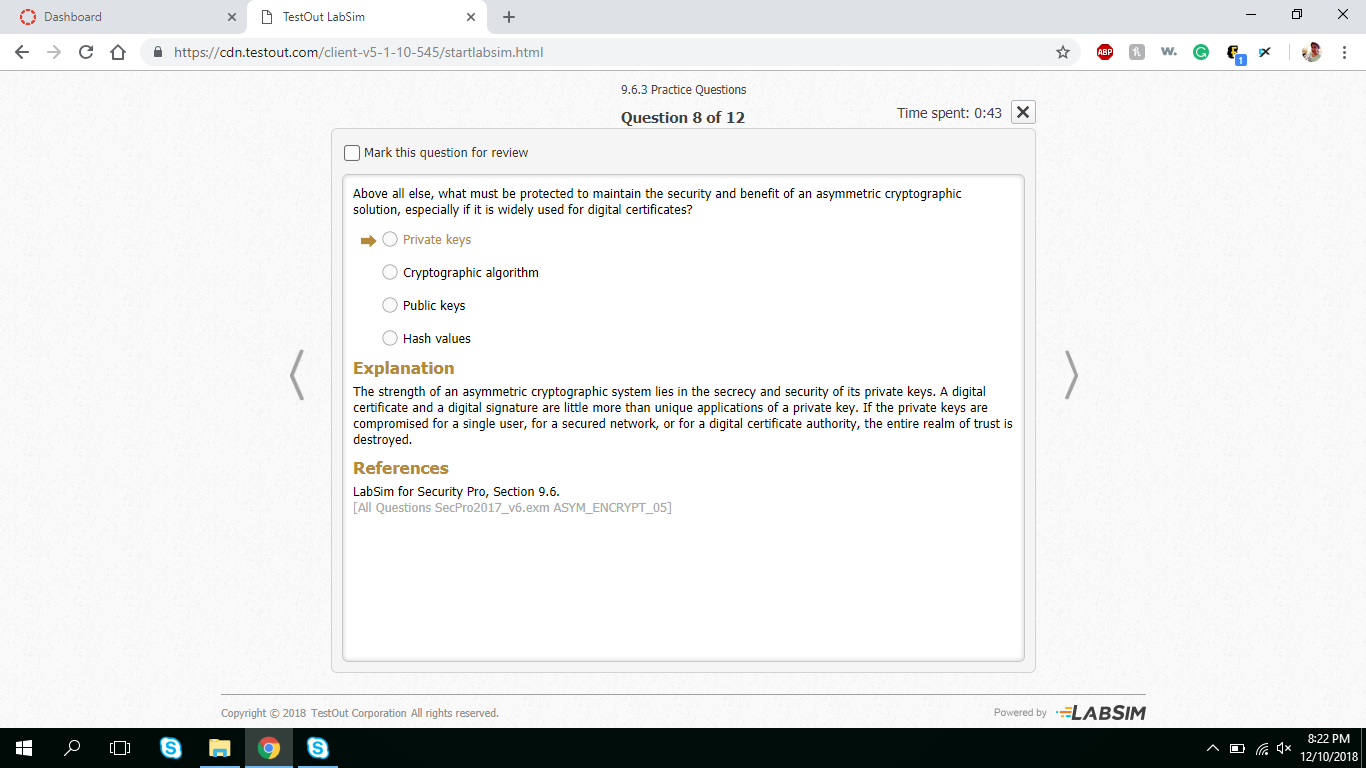 Dashboard
TestOut LabSim
https://cdn.testout.com/client-v5-1-10-545/startlabsim.html
ABP
w.
1
9.6.3 Practice Questions
Question 8 of 12
Time spent: 0:43
Mark this question for review
Above all else, what must be protected to maintain the security and benefit of an asymmetric cryptographic
solution, especially if it is widely used for digital certificates?
Private keys
Cryptographic algorithm
Public keys
Hash values
Explanation
The strength of an asymmetric cryptographic system lies in the secrecy and security of its private keys. A digital
certificate and a digital signature are little more than unique applications of a private key. If the private keys are
compromised for a single user, for a secured network, or for a digital certificate authority, the entire realm of trust is
destroyed.
References
LabSim for Security Pro, Section 9.6.
[All Questions SecPro2017_v6.exm ASYM_ENCRYPT_05]
Copyright © 2018 TestOut Corporation All rights reserved.
Powered by LABSIM
8:22 PM
12/10/2018